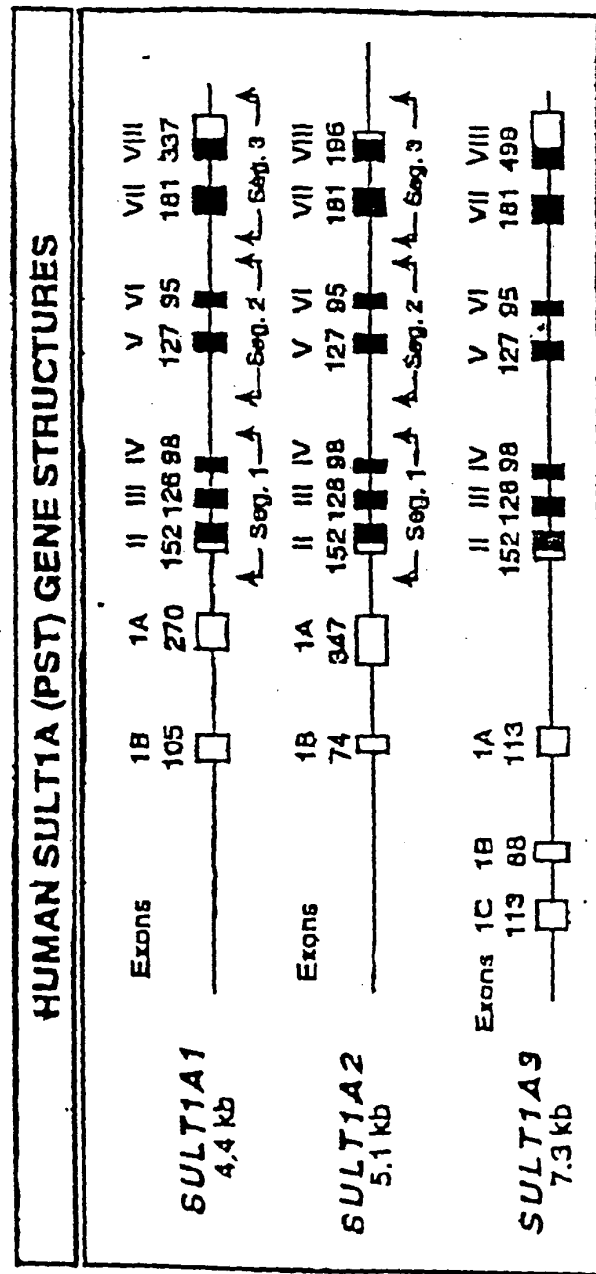 HUMAN SULT1A (PST) GENE STRUCTURES
Exons 1B 1A II III IV V VI VII VIII
105 270 152 126 98 127 95 181 337
SULT1A1
4,4 kb
Seg. 1 Seg. 2 Seg. 3
Exons 1B 1A II III IV V VI VII VIII
74 347 152 128 98 127 95 181 196
SULT1A2
5.1 kb
Seg. 1 Seg. 2 Seg. 3
Exons 1C 1B 1A II III IV V VI VII VIII
113 88 113 152 128 98 127 95 181 499
SULT1A3
7.3 kb